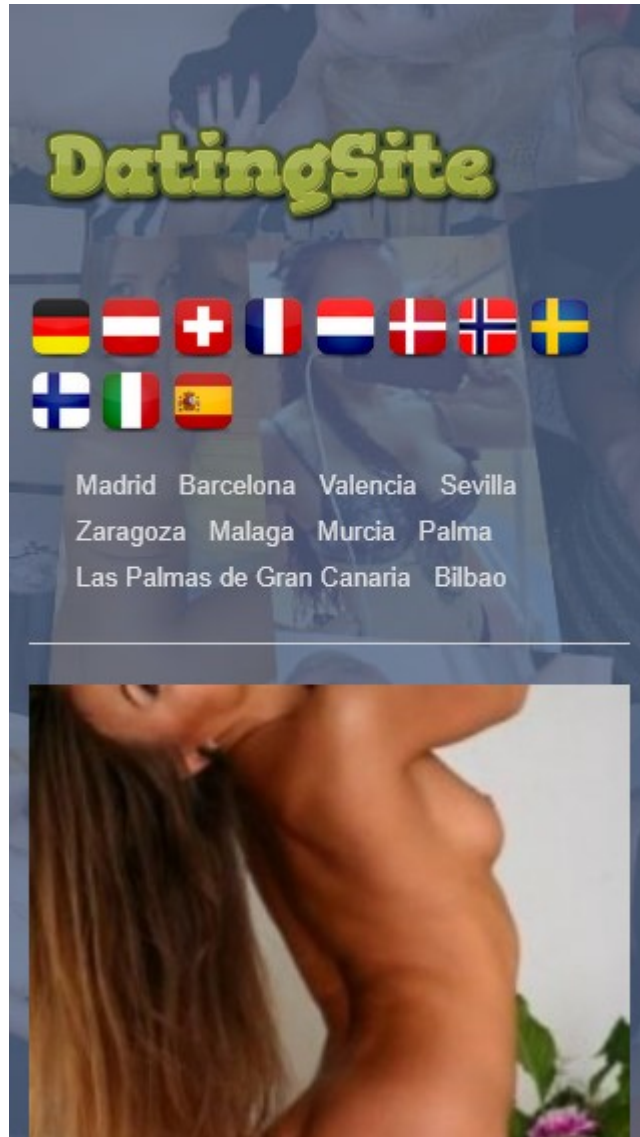 DatingSite
Madrid Barcelona Valencia Sevilla
Zaragoza Malaga Murcia Palma
Las Palmas de Gran Canaria Bilbao